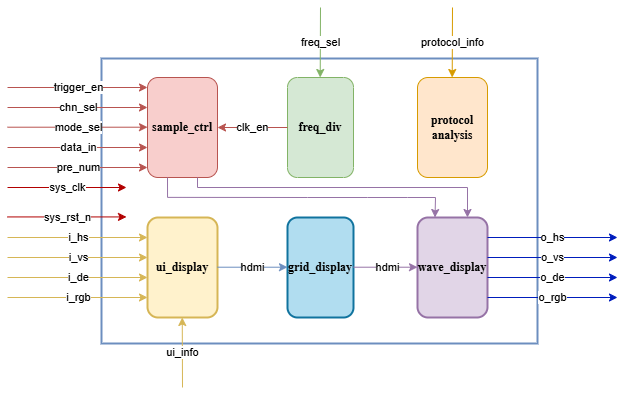 freq_sel
protocol_info
trigger_en
chn_sel
mode_sel
data_in
pre_num
sys_clk
sys_rst_n
i_hs
i_vs
i_de
i_rgb
sample_ctrl
clk_en
freq_div
protocol
analysis
ui_display
hdmi
grid_display
hdmi
wave_display
o_hs
o_vs
o_de
o_rgb
ui_info